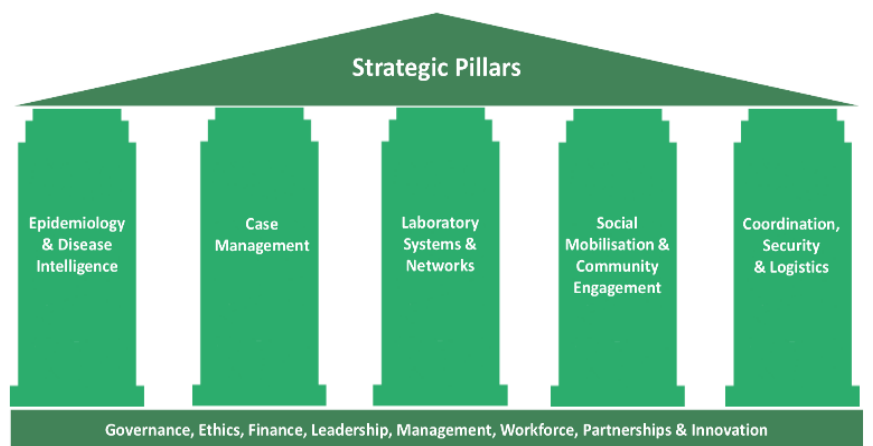 Strategic Pillars
Epidemiology
& Disease
Intelligence
Case
Management
Laboratory
Systems &
Networks
Social
Mobilisation &
Community
Engagement
Coordination,
Security
& Logistics
Governance, Ethics, Finance, Leadership, Management, Workforce, Partnerships & Innovation